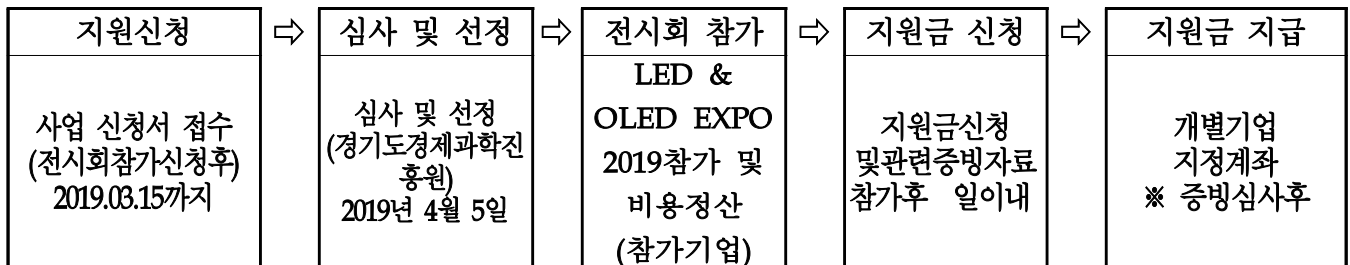 지원신청
⇨
심사 및 선정
⇨
전시회 참가
⇨
지원금 신청
⇨
지원금 지급
사업 신청서 접수
(전시회참가신청후)
2019.03.15까지
심사 및 선정
(경기도경제과학진
흥원)
2019년 4월 5일
LED &
OLED EXPO
2019참가 및
비용정산
(참가기업)
지원금신청
및관련증빙자료
참가후 일이내
개별기업
지정계좌
※ 증빙심사후